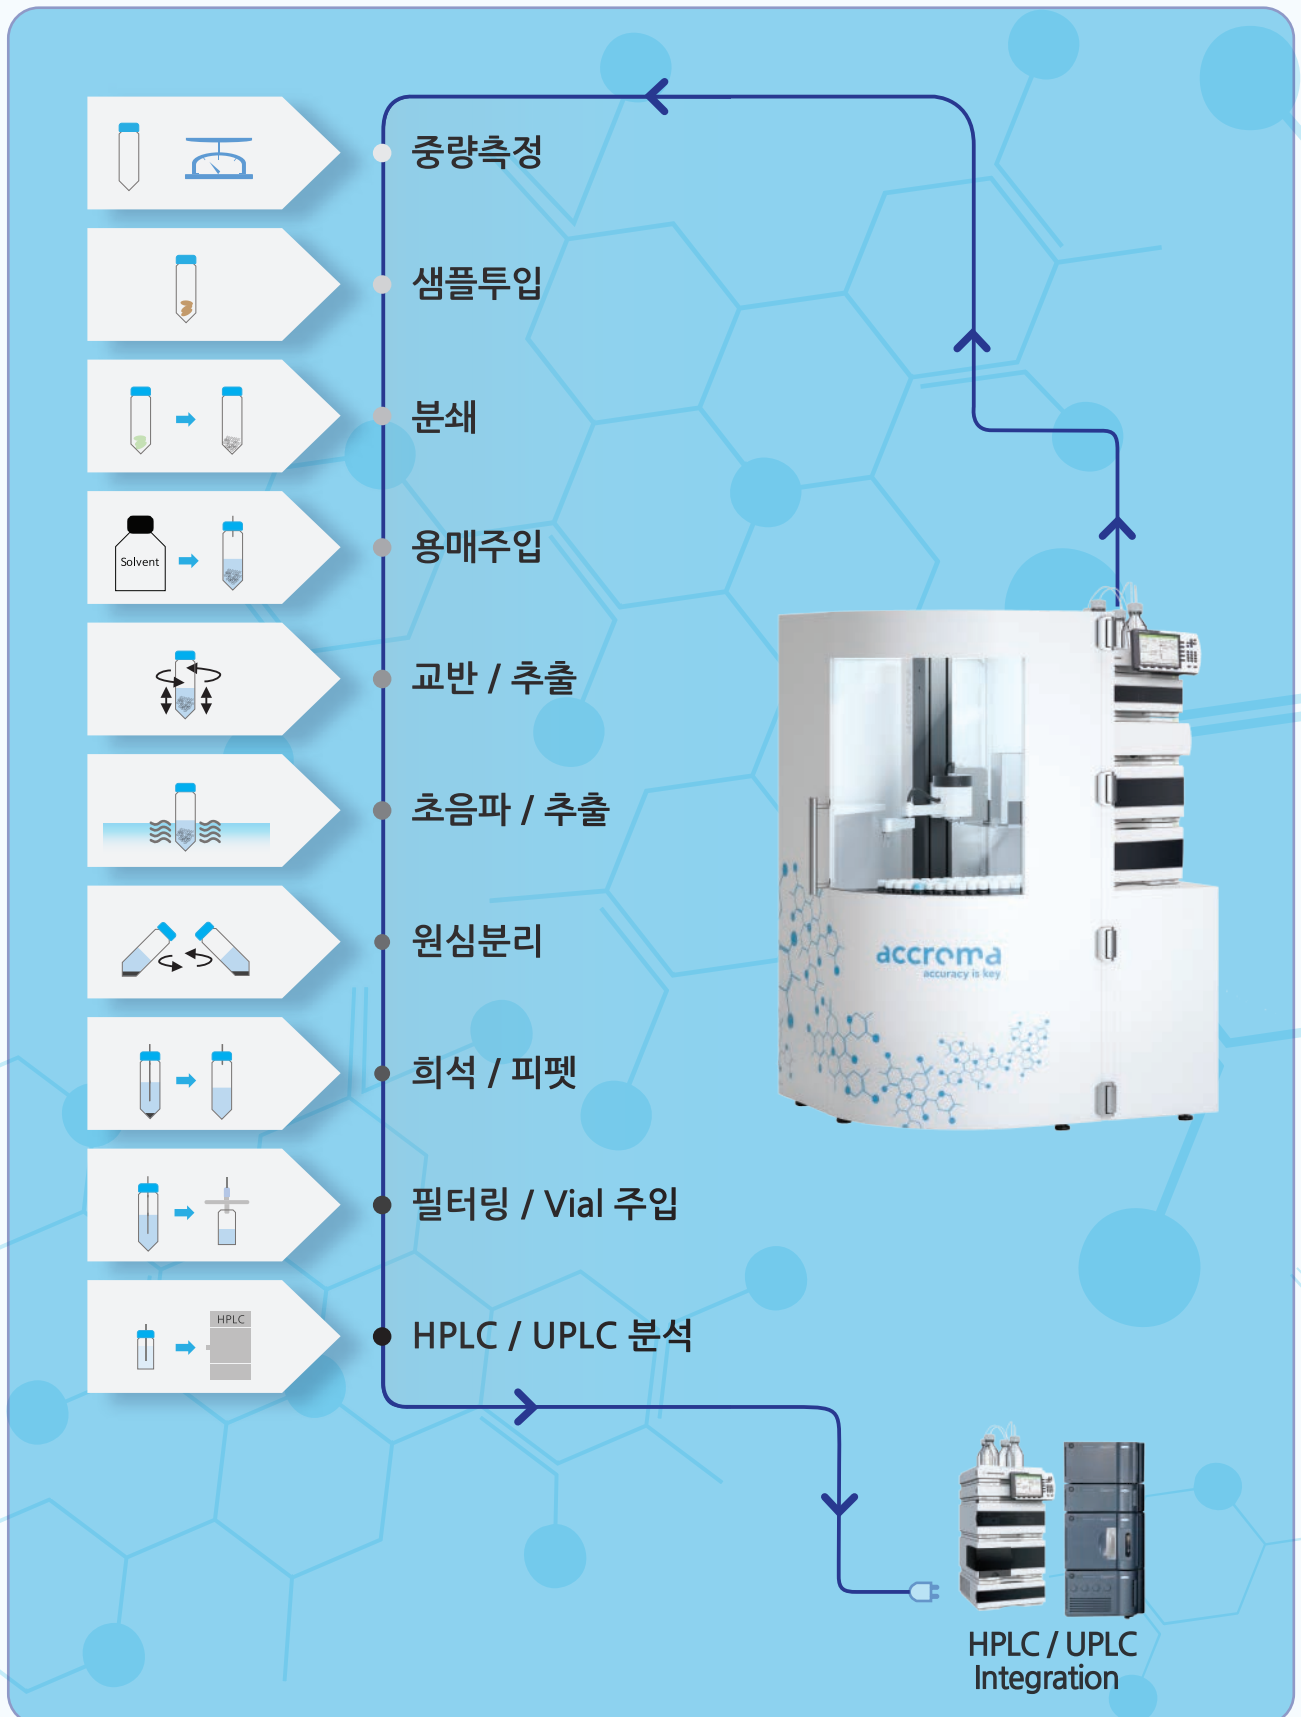 중량측정
샘플투입
분쇄
Solvent
용매주입
교반 / 추출
초음파 / 추출
원심분리
희석 / 피펫
필터링 / Vial 주입
HPLC
HPLC / UPLC 분석
accroma
accuracy is key
HPLC / UPLC
Integration